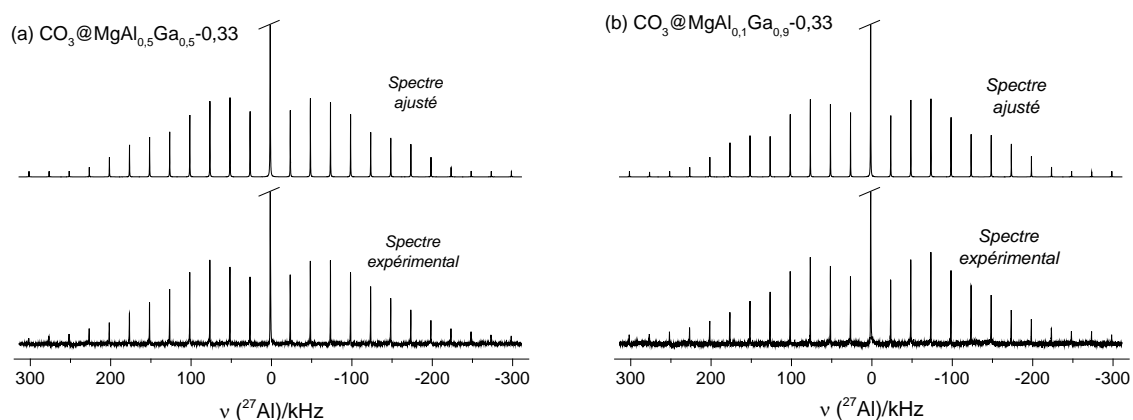 (a) CO₃@MgAl₀,₅Ga₀,₅-0,33
Spectre
ajusté
Spectre
expérimental
300 200 100 0 -100 -200 -300
ν (²⁷Al)/kHz
(b) CO₃@MgAl₀,₁Ga₀,₉-0,33
Spectre
ajusté
Spectre
expérimental
300 200 100 0 -100 -200 -300
ν (²⁷Al)/kHz